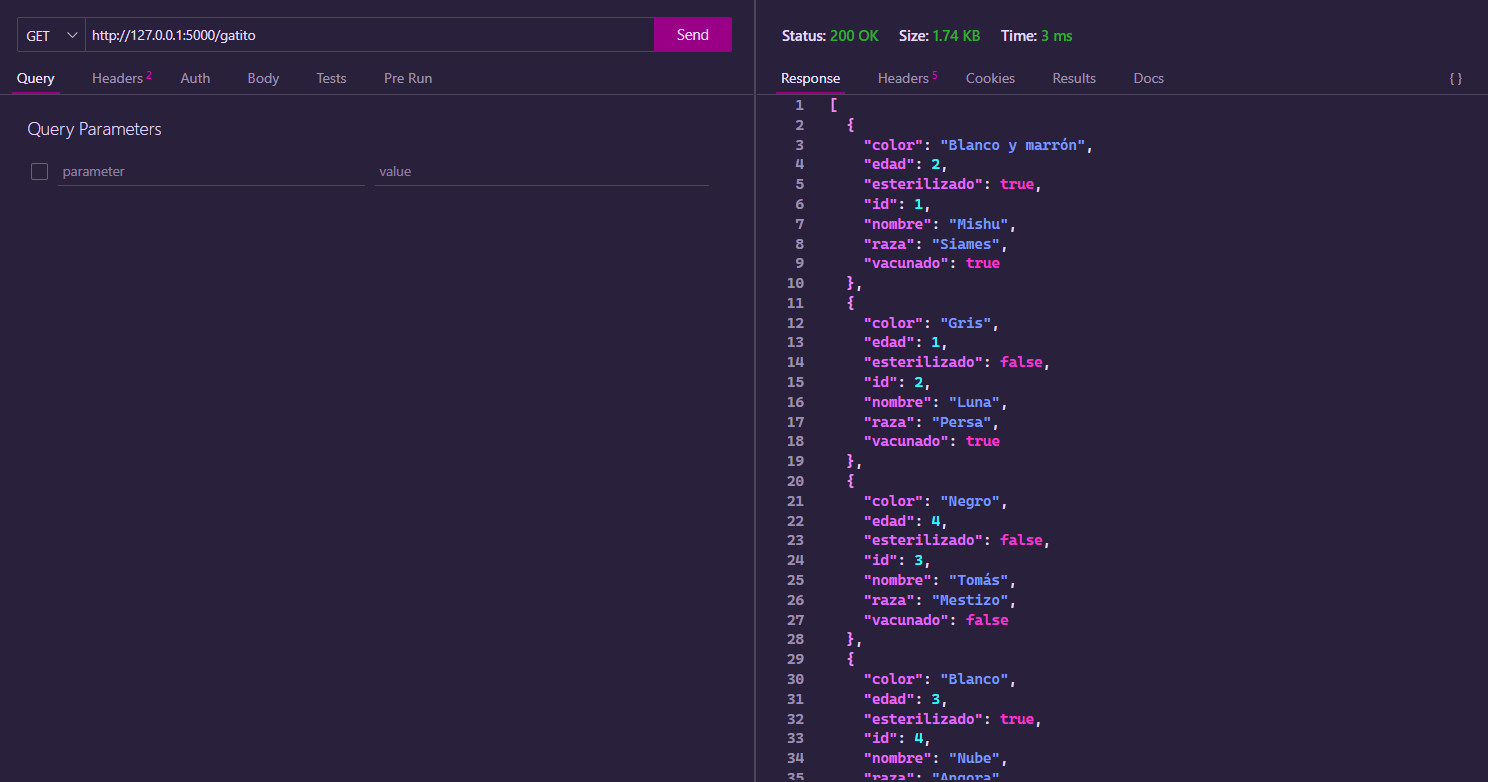 GET http://127.0.0.1:5000/gatito Send
Query Headers 2 Auth Body Tests Pre Run
Query Parameters
parameter value
Status: 200 OK Size: 1.74 KB Time: 3 ms
Response Headers 5 Cookies Results Docs { }
1 [
2 {
3 "color": "Blanco y marrón",
4 "edad": 2,
5 "esterilizado": true,
6 "id": 1,
7 "nombre": "Mishu",
8 "raza": "Siames",
9 "vacunado": true
10 },
11 {
12 "color": "Gris",
13 "edad": 1,
14 "esterilizado": false,
15 "id": 2,
16 "nombre": "Luna",
17 "raza": "Persa",
18 "vacunado": true
19 },
20 {
21 "color": "Negro",
22 "edad": 4,
23 "esterilizado": false,
24 "id": 3,
25 "nombre": "Tomás",
26 "raza": "Mestizo",
27 "vacunado": false
28 },
29 {
30 "color": "Blanco",
31 "edad": 3,
32 "esterilizado": true,
33 "id": 4,
34 "nombre": "Nube",
35 "raza": "Angora"